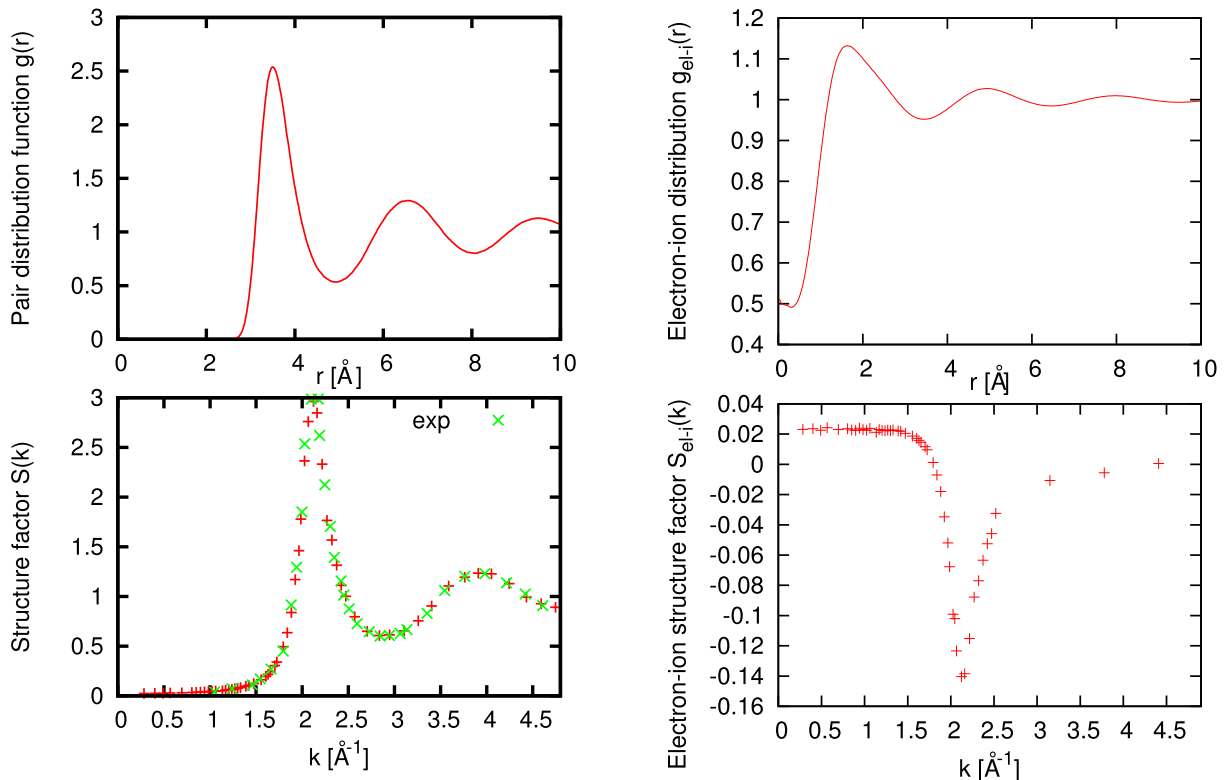 Pair distribution function g(r)
3
2.5
2
1.5
1
0.5
0
0 2 4 6 8 10
r [Å]
Electron-ion distribution g_el-i(r)
1.2
1.1
1
0.9
0.8
0.7
0.6
0.5
0.4
0 2 4 6 8 10
r [Å]
Structure factor S(k)
3
2.5
2
1.5
1
0.5
0
exp
0 0.5 1 1.5 2 2.5 3 3.5 4 4.5
k [Å⁻¹]
Electron-ion structure factor S_el-i(k)
0.04
0.02
0
-0.02
-0.04
-0.06
-0.08
-0.1
-0.12
-0.14
-0.16
0 0.5 1 1.5 2 2.5 3 3.5 4 4.5
k [Å⁻¹]